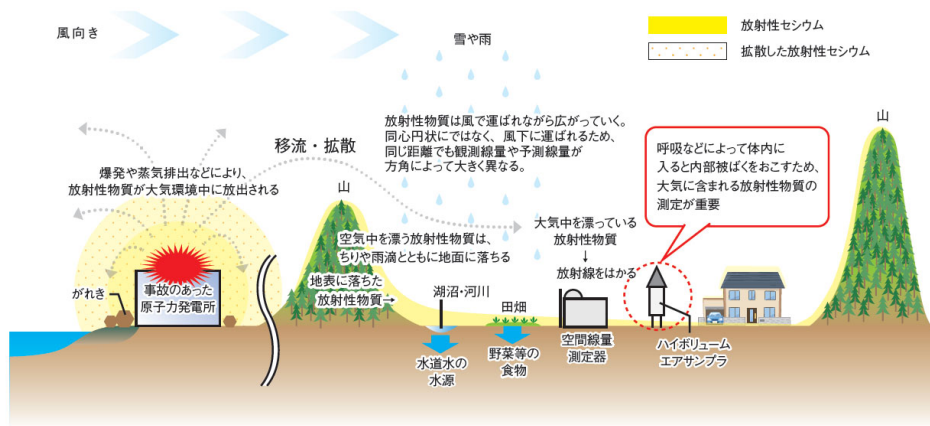 風向き
雪や雨
放射性セシウム
拡散した放射性セシウム
放射性物質は風で運ばれながら広がっていく。
同心円状にではなく、風下に運ばれるため、
同じ距離でも観測線量や予測線量が
方角によって大きく異なる。
移流・拡散
爆発や蒸気排出などにより、
放射性物質が大気環境中に放出される
山
空気中を漂う放射性物質は、
ちりや雨滴とともに地面に落ちる
大気中を漂っている
放射性物質
↓
放射線をはかる
呼吸などによって体内に
入ると内部被ばくをおこすため、
大気に含まれる放射性物質の
測定が重要
山
がれき
事故のあった
原子力発電所
地表に落ちた
放射性物質→
湖沼・河川
水道水の
水源
田畑
野菜等の
食物
空間線量
測定器
ハイボリューム
エアサンプラ